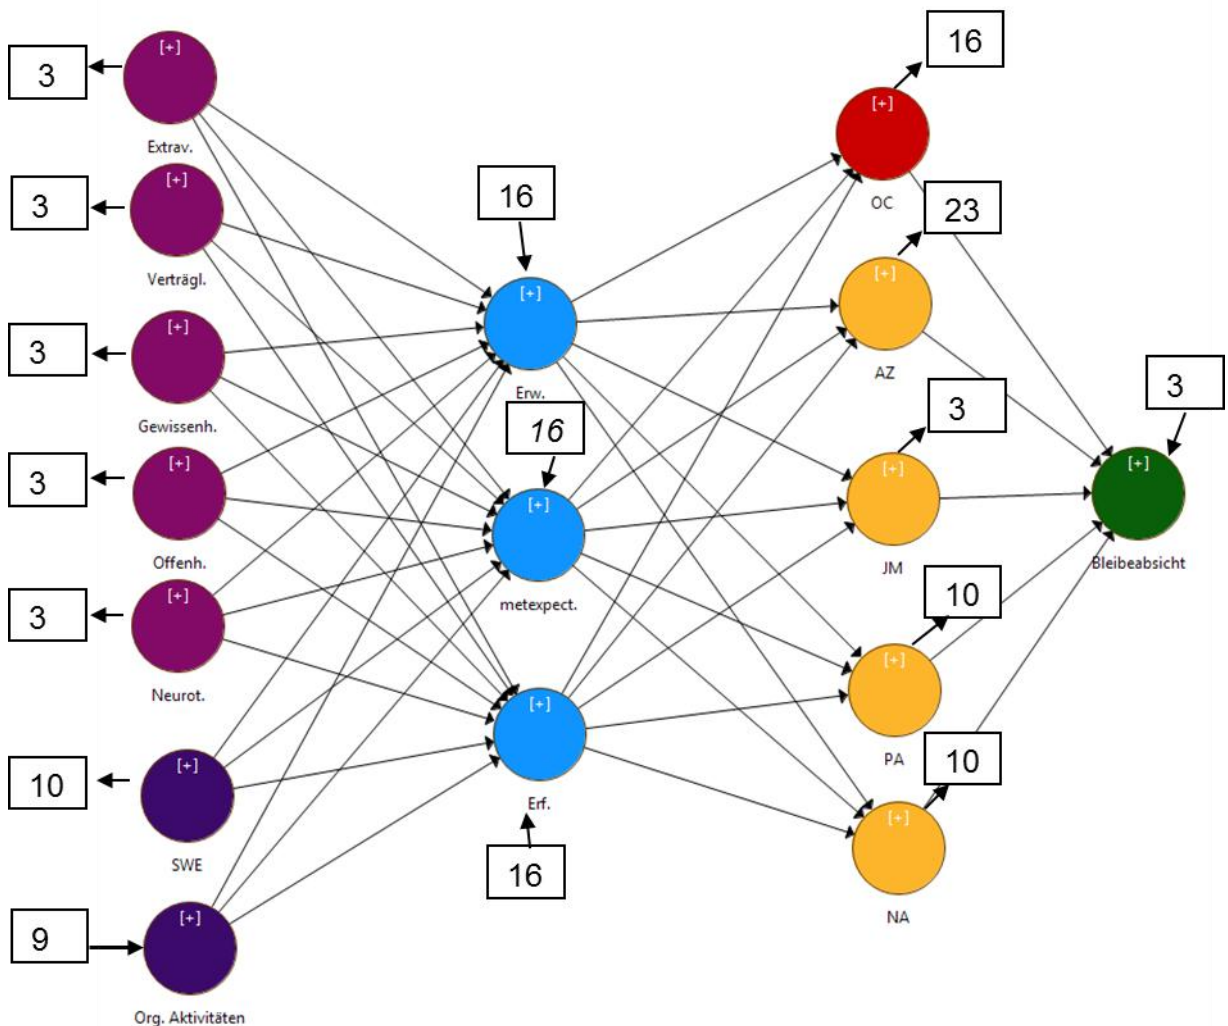 [+]
3
Extrav.
[+]
3
Verträgl.
[+]
3
Gewissenh.
[+]
3
Offenh.
[+]
3
Neurot.
[+]
10
SWE
[+]
9
Org. Aktivitäten
16
[+]
Erw.
16
[+]
metexpect.
[+]
Erf.
16
16
[+]
OC
23
[+]
AZ
3
[+]
JM
10
[+]
PA
10
[+]
NA
3
[+]
Bleibeabsicht